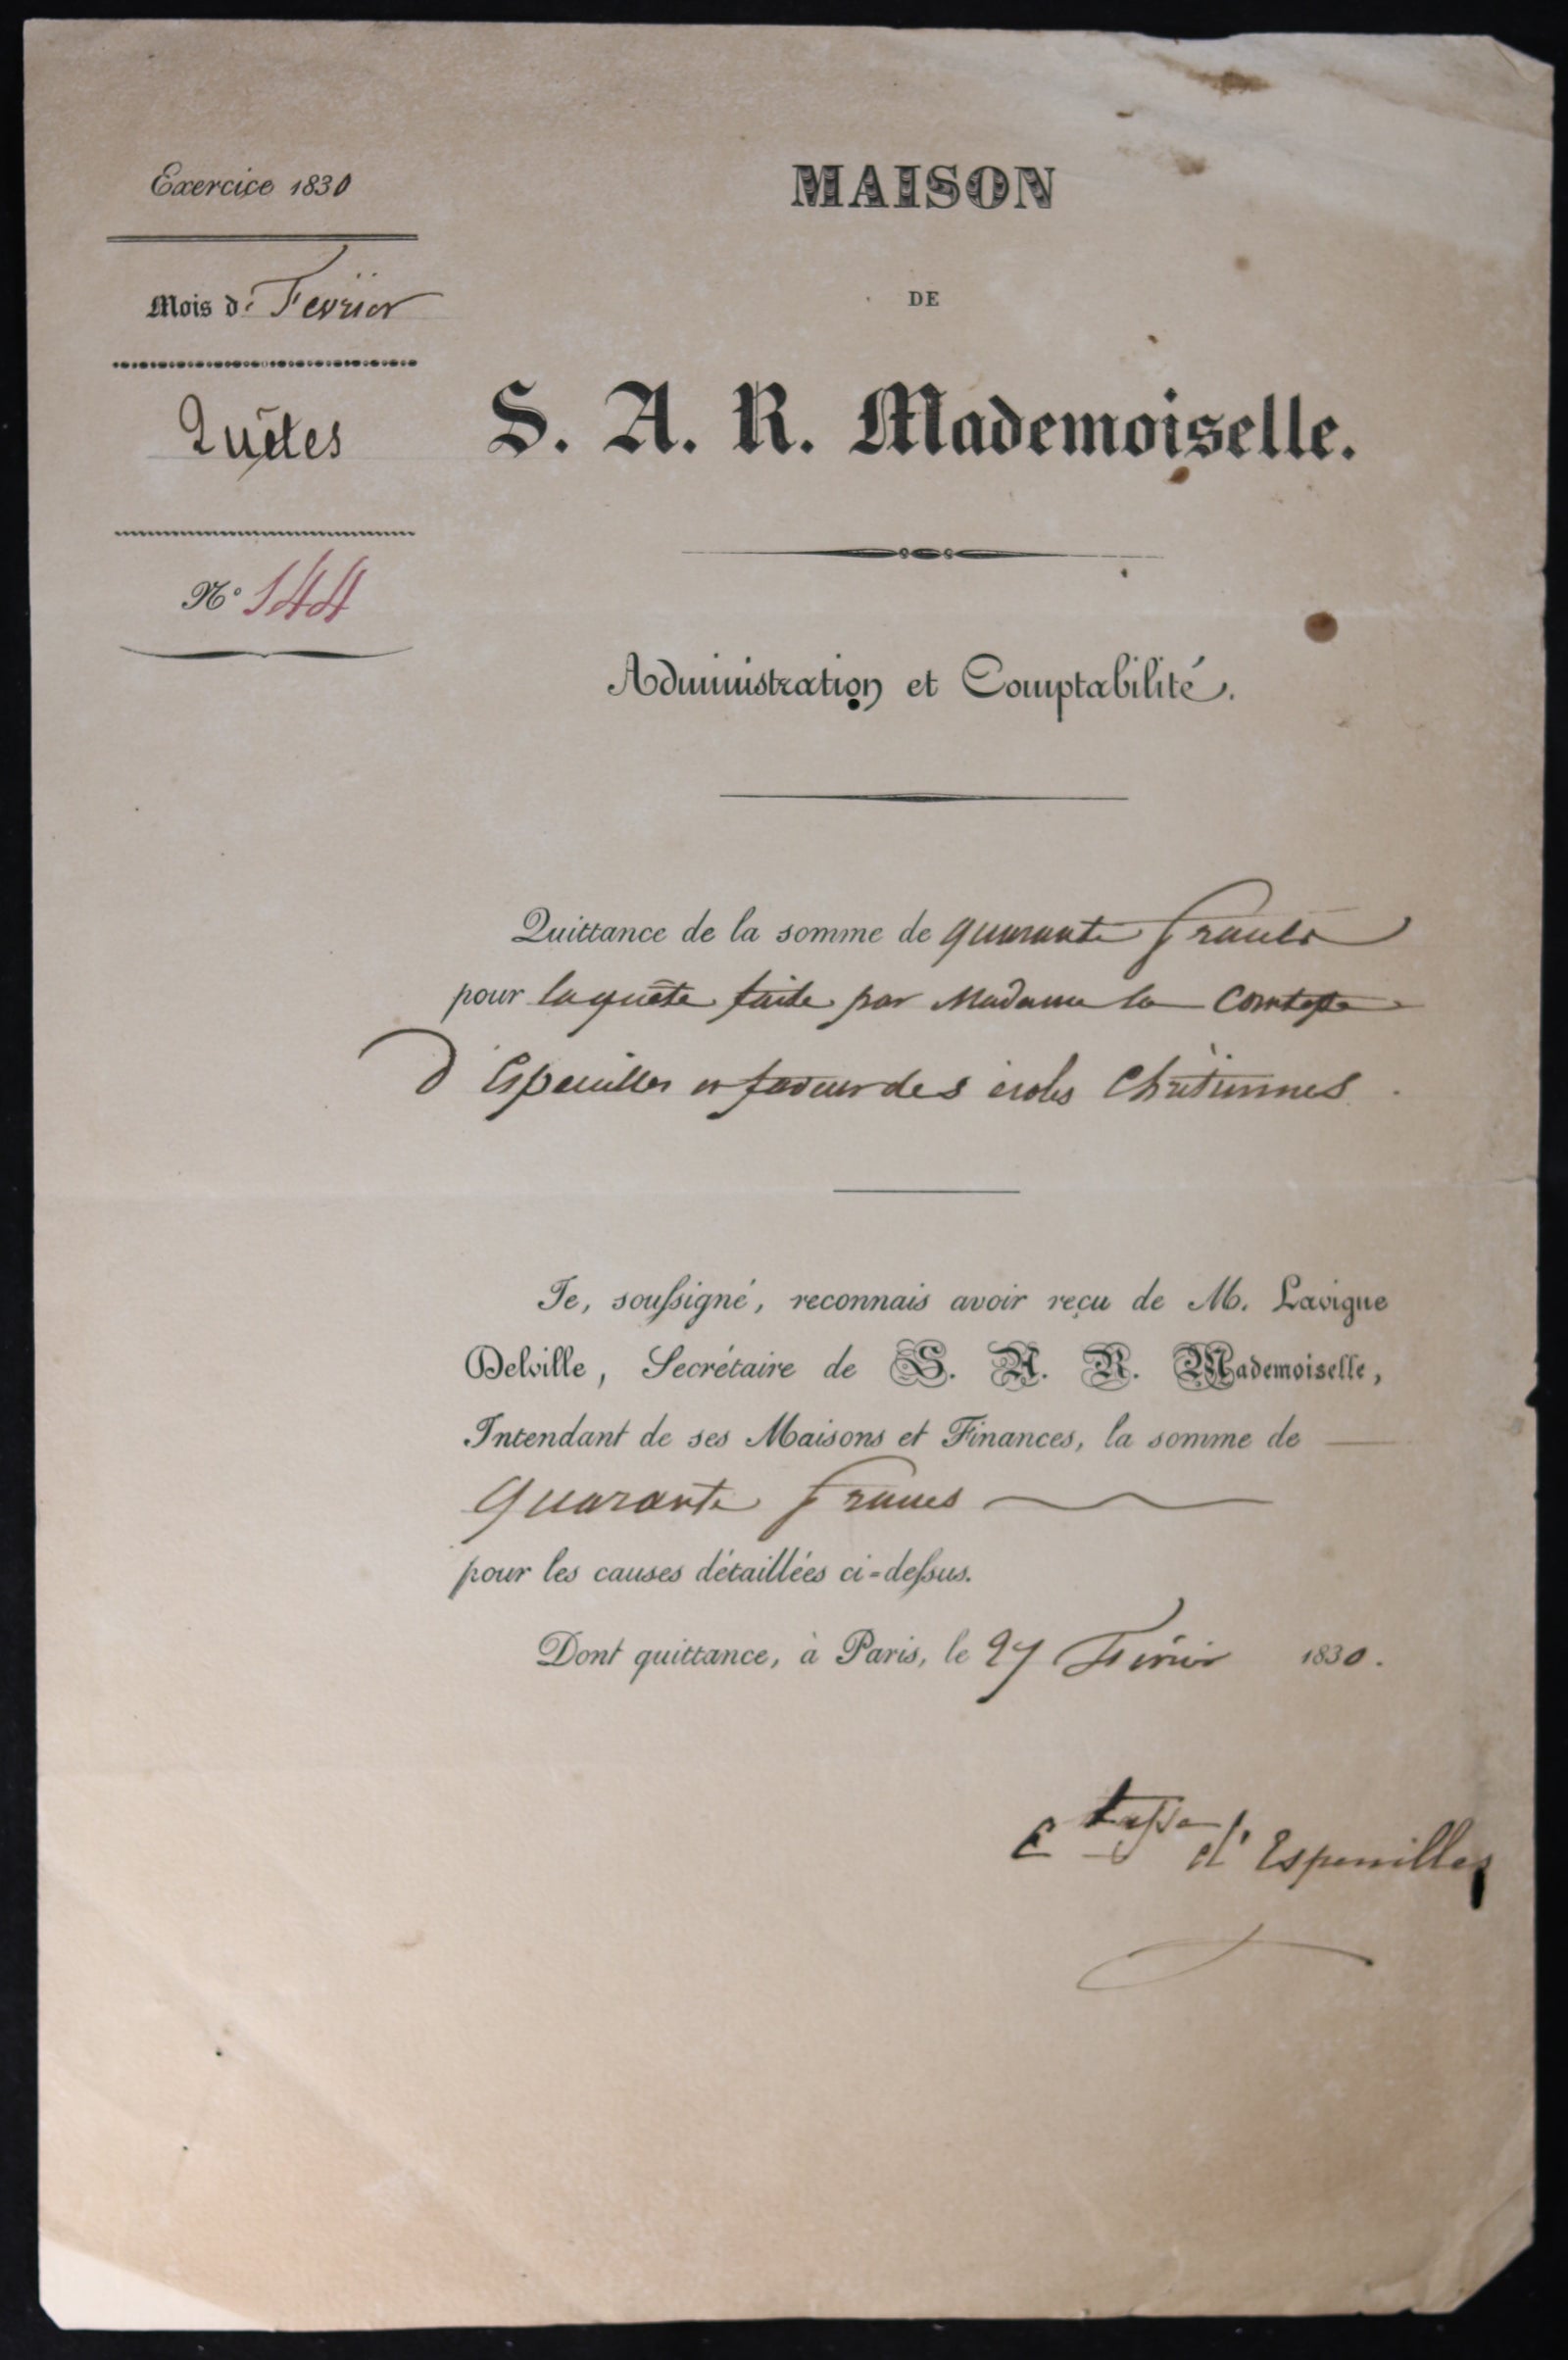 Exercice 1830
Mois de Fevrier
Quêtes
N° 144
MAISON
DE
S. A. R. Mademoiselle.
Administration et Comptabilité.
Quittance de la somme de quarante francs
pour la quête faite par Madame la Comtesse
d'Espeuilles en faveur des écoles Chrétiennes.
Je, soussigné, reconnais avoir reçu de M. Lavigne
Delville, Secrétaire de S. A. R. Mademoiselle,
Intendant de ses Maisons et Finances, la somme de
quarante francs
pour les causes détaillées ci-dessus.
Dont quittance, à Paris, le 27 Février 1830.
Ctesse d'Espeuilles